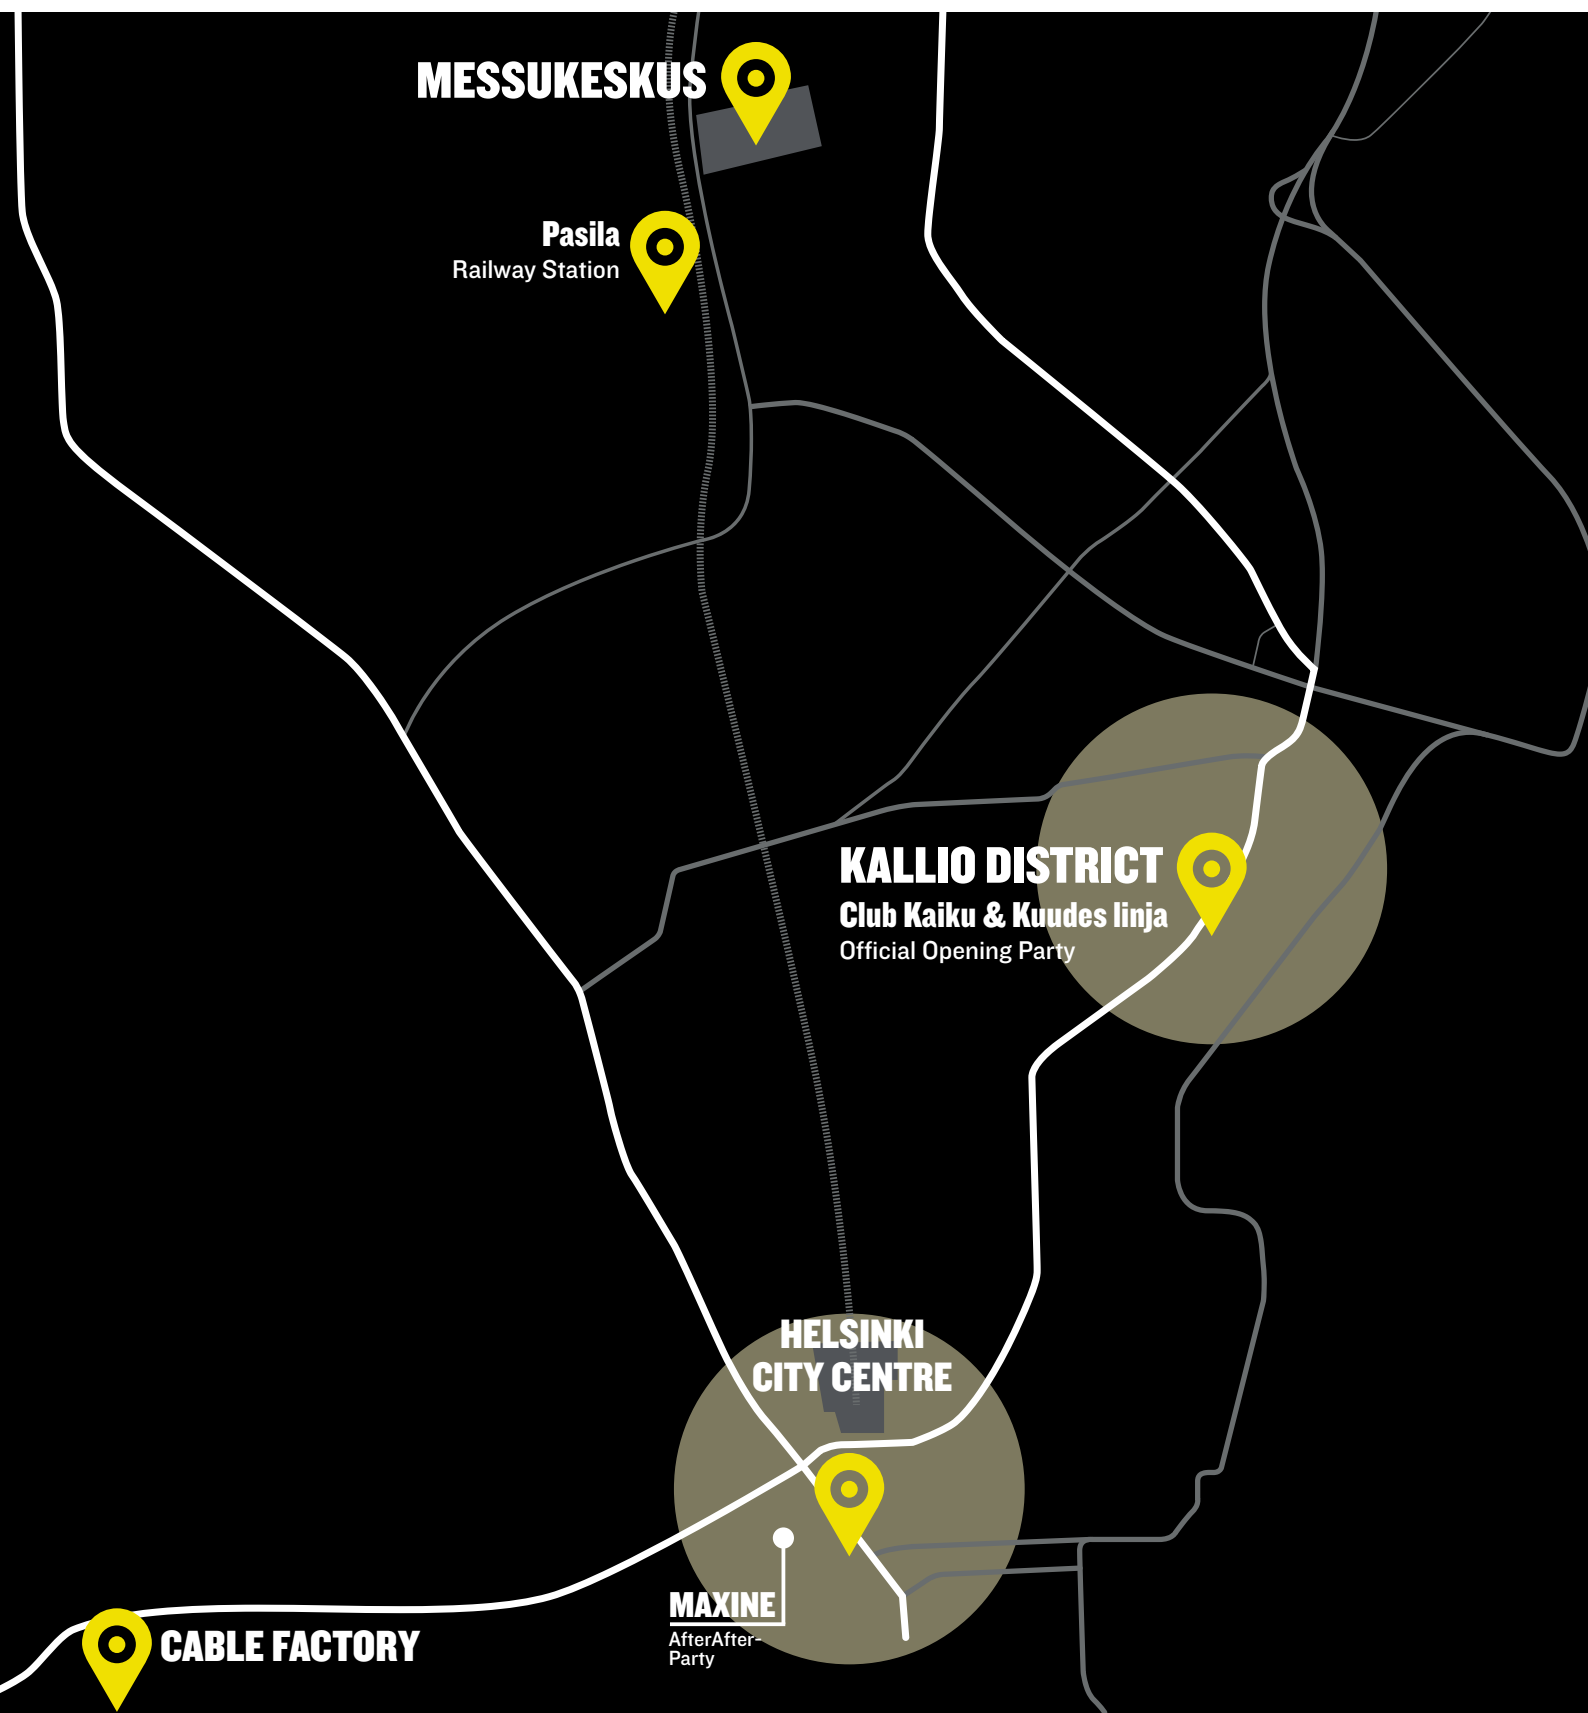 MESSUKESKUS
Pasila
Railway Station
KALLIO DISTRICT
Club Kaiku & Kuudes linja
Official Opening Party
HELSINKI
CITY CENTRE
MAXINE
AfterAfter-
Party
CABLE FACTORY